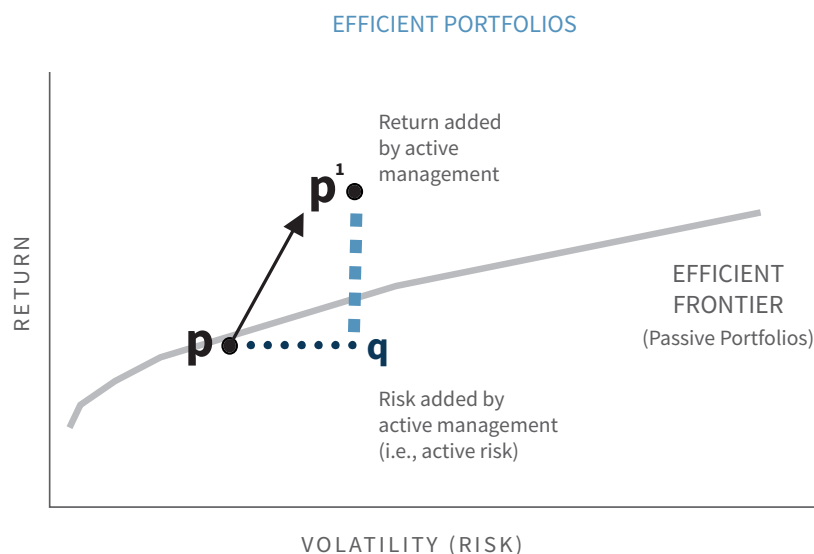 EFFICIENT PORTFOLIOS
Return added
by active
management
p¹
RETURN
EFFICIENT
FRONTIER
(Passive Portfolios)
p
q
Risk added by
active management
(i.e., active risk)
VOLATILITY (RISK)